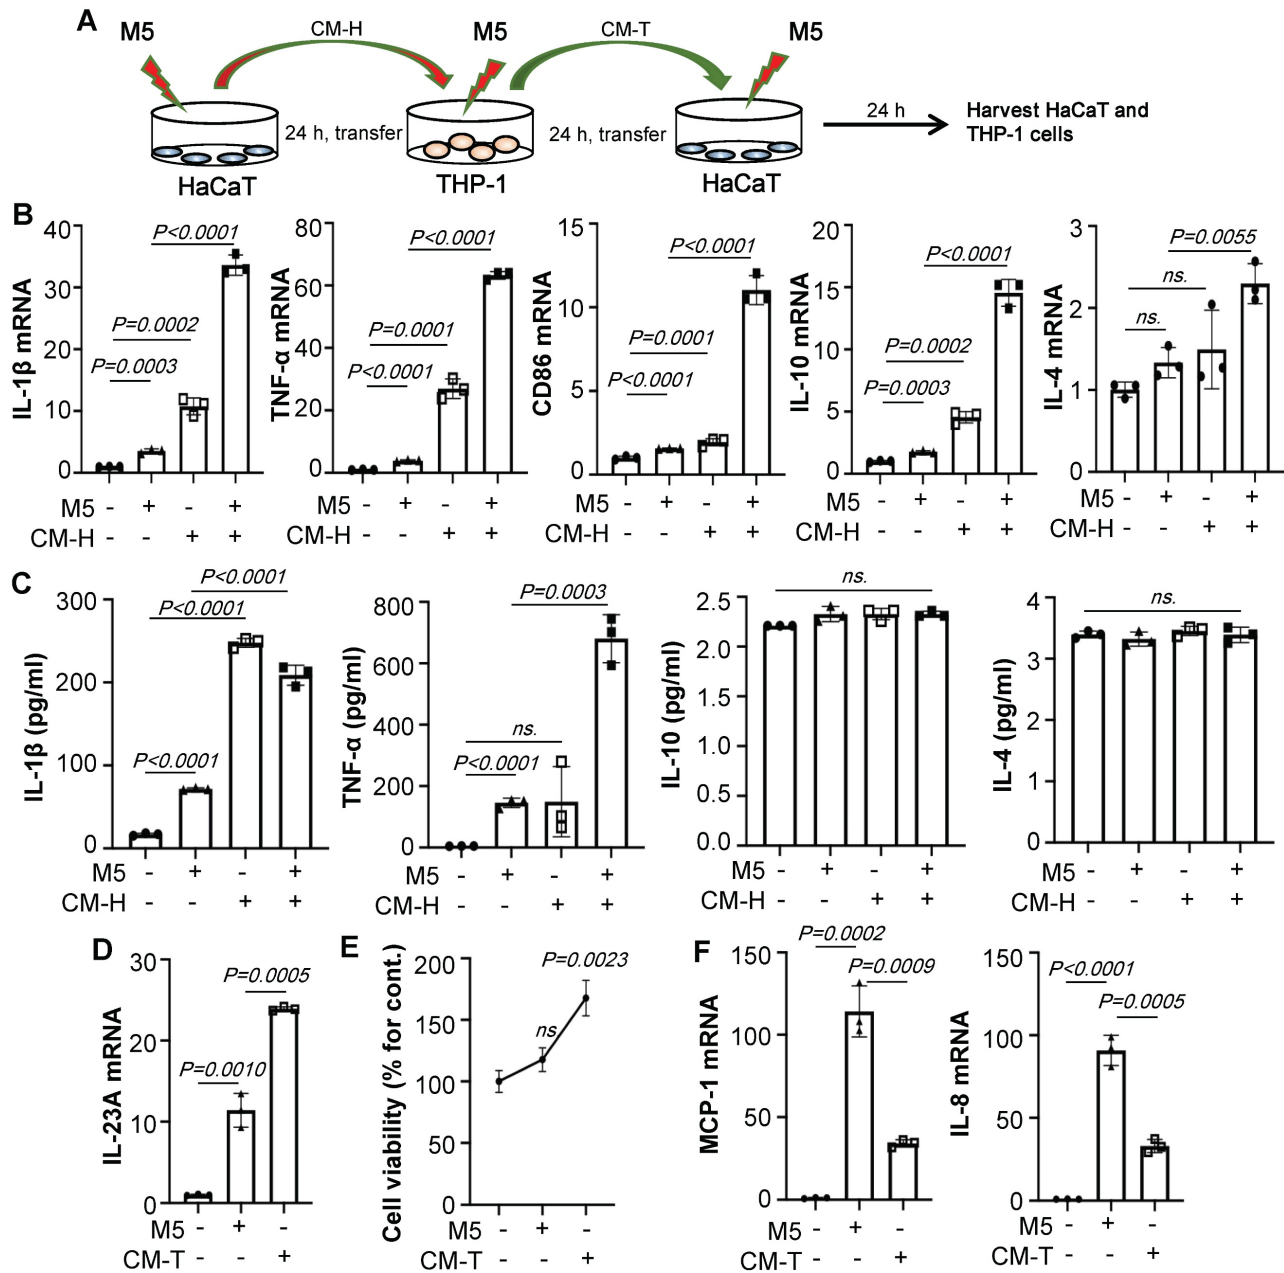 A
M5
CM-H
M5
CM-T
M5
24 h, transfer
24 h, transfer
24 h
Harvest HaCaT and
THP-1 cells
HaCaT
THP-1
HaCaT
B
IL-1β mRNA
40
30
20
10
0
P<0.0001
P=0.0002
P=0.0003
TNF-α mRNA
80
60
40
20
0
P<0.0001
P=0.0001
P<0.0001
CD86 mRNA
15
10
5
0
P<0.0001
P=0.0001
P<0.0001
IL-10 mRNA
20
15
10
5
0
P<0.0001
P=0.0002
P=0.0003
IL-4 mRNA
3
2
1
0
P=0.0055
ns.
ns.
M5 - + - + - + - + - + - + - + - +
M5 - + - +
CM-H - - + + - - + + - - + + - - + +
CM-H - - + +
C
IL-1β (pg/ml)
300
200
100
0
P<0.0001
P<0.0001
P<0.0001
M5 - + - +
CM-H - - + +
TNF-α (pg/ml)
800
600
400
200
0
P=0.0003
ns.
P<0.0001
- + - +
- - + +
IL-10 (pg/ml)
2.5
2.0
1.5
1.0
0.5
0.0
ns.
M5 - + - +
CM-H - - + +
IL-4 (pg/ml)
4
3
2
1
0
ns.
M5 - + - +
CM-H - - + +
D
IL-23A mRNA
30
20
10
0
P=0.0005
P=0.0010
M5 - + -
CM-T - - +
E
Cell viability (% for cont.)
200
150
100
50
0
P=0.0023
ns
M5 - + -
CM-T - - +
F
MCP-1 mRNA
150
100
50
0
P=0.0002
P=0.0009
M5 - + -
CM-T - - +
IL-8 mRNA
150
100
50
0
P<0.0001
P=0.0005
M5 - + -
CM-T - - +